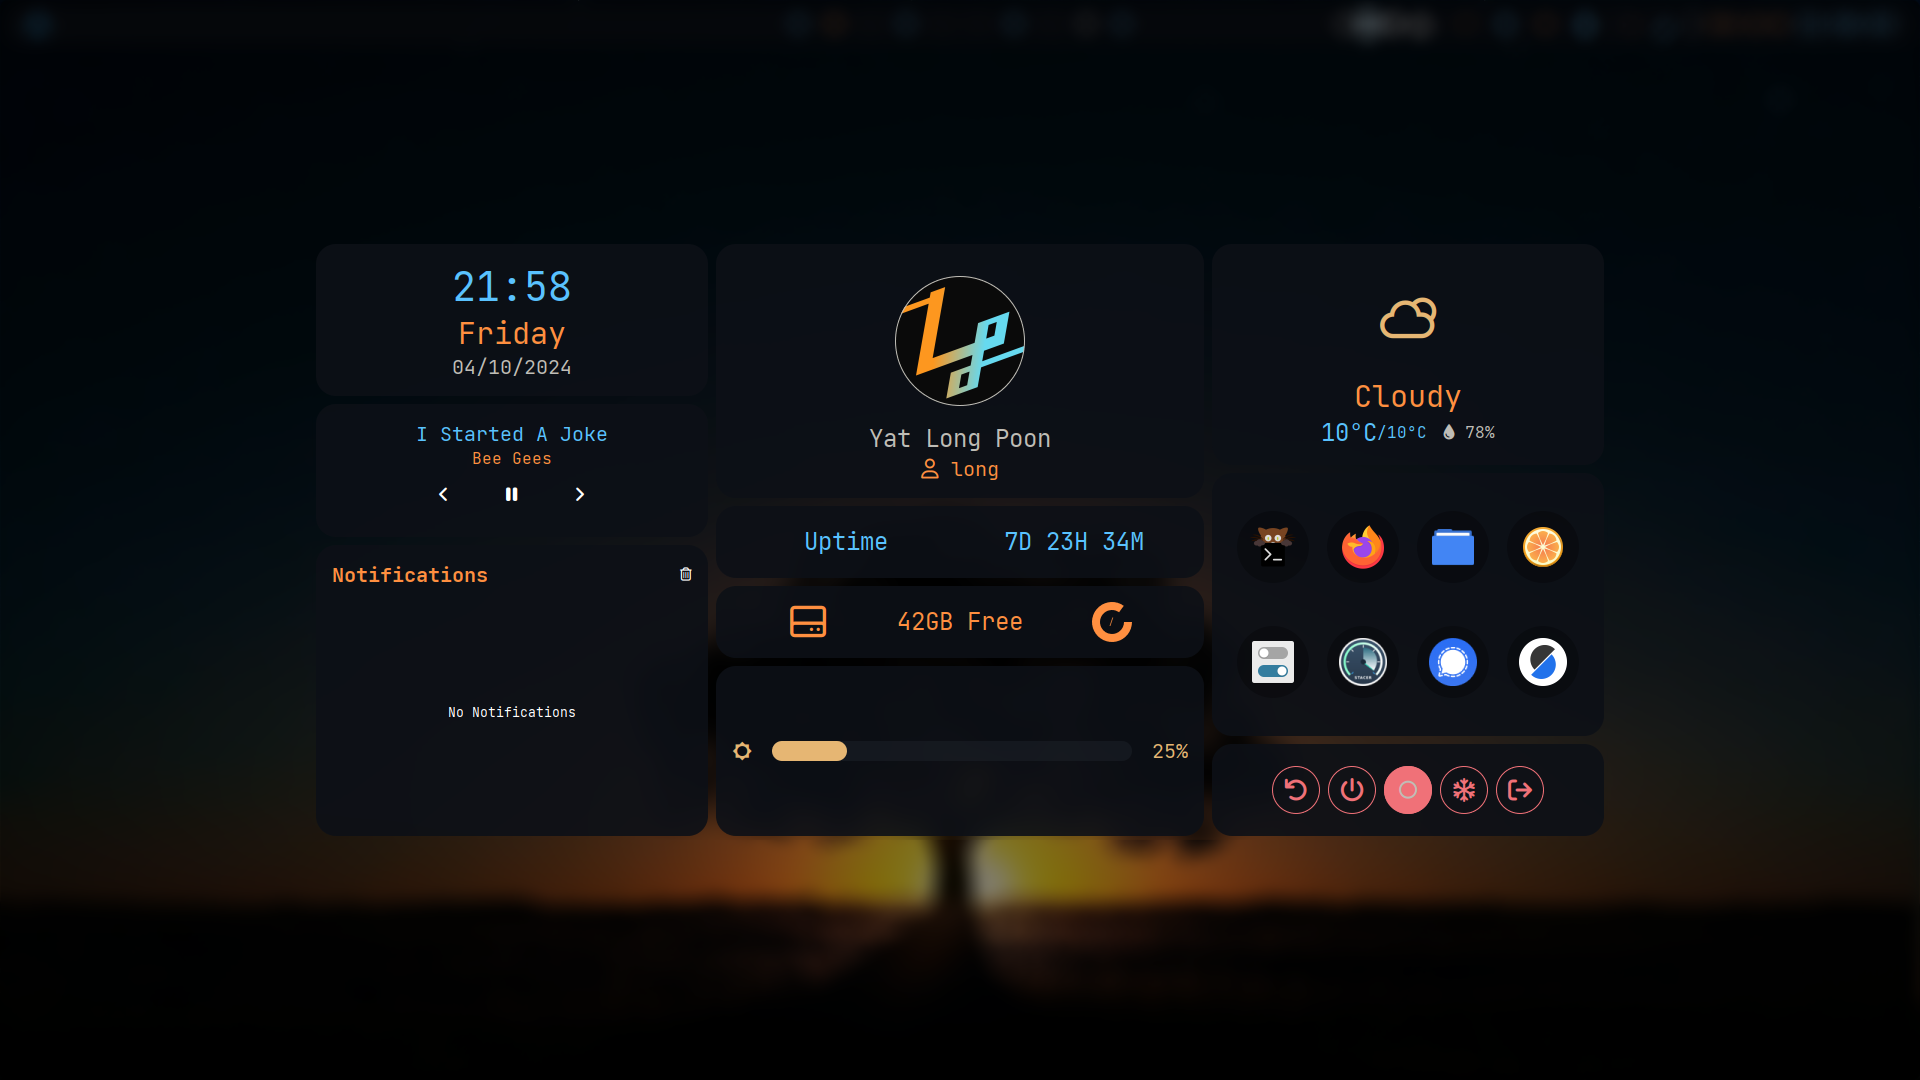 21:58
Friday
04/10/2024
I Started A Joke
Bee Gees
Notifications
No Notifications
Yat Long Poon
long
Uptime 7D 23H 34M
42GB Free /
25%
Cloudy
10°C/10°C 78%
STACER